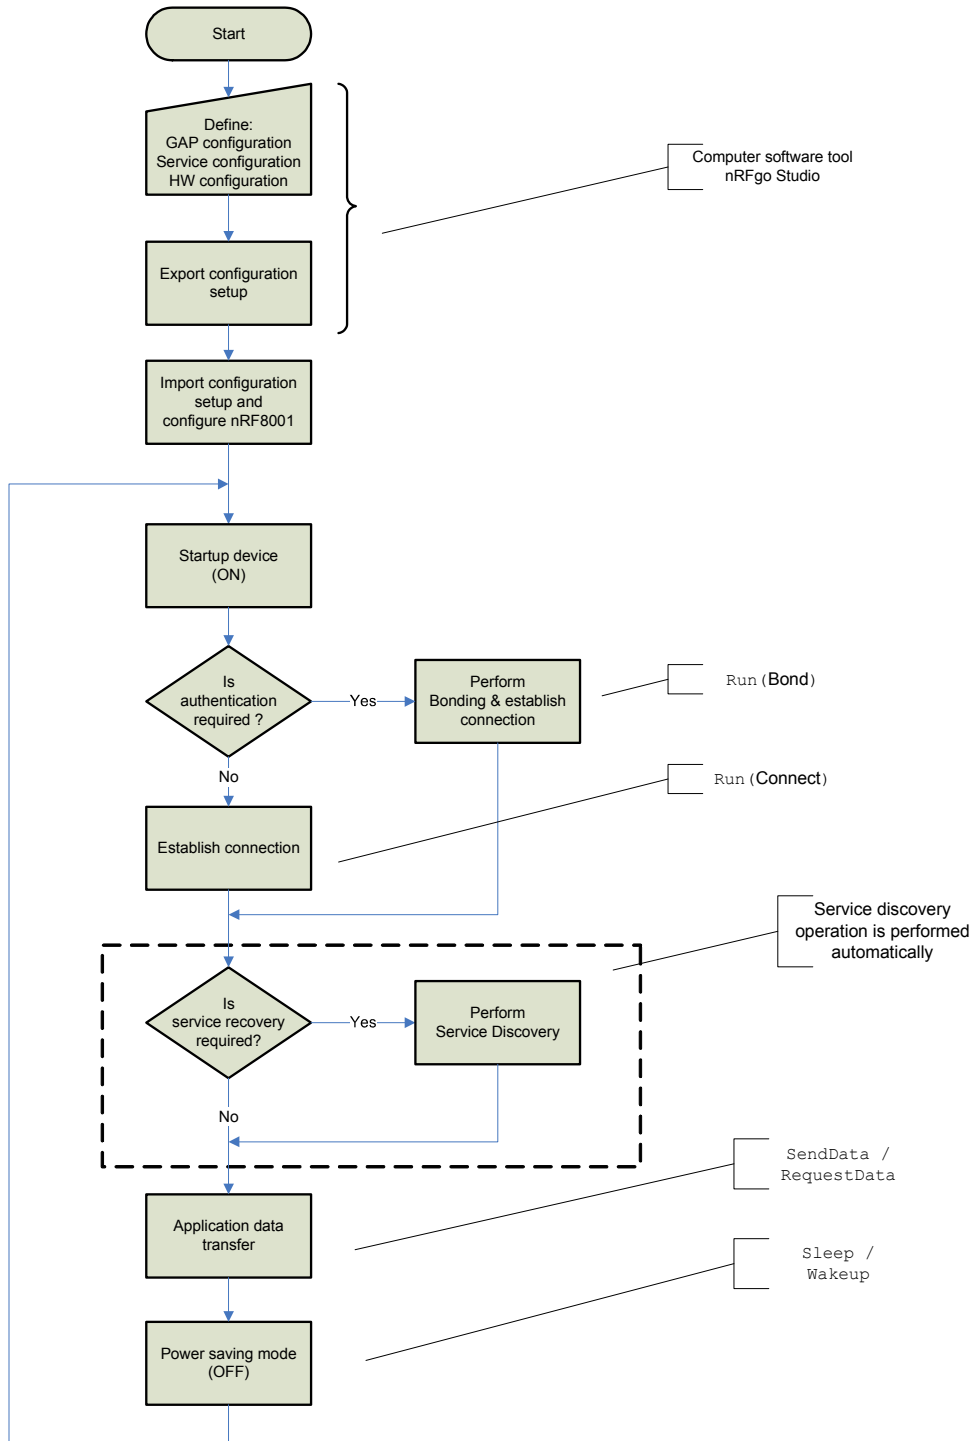 Start
Define:
GAP configuration
Service configuration
HW configuration
Computer software tool
nRFgo Studio
Export configuration
setup
Import configuration
setup and
configure nRF8001
Startup device
(ON)
Is
authentication
required ?
Yes
Perform
Bonding & establish
connection
Run(Bond)
No
Run(Connect)
Establish connection
Service discovery
operation is performed
automatically
Is
service recovery
required?
Yes
Perform
Service Discovery
No
SendData /
RequestData
Application data
transfer
Sleep /
Wakeup
Power saving mode
(OFF)